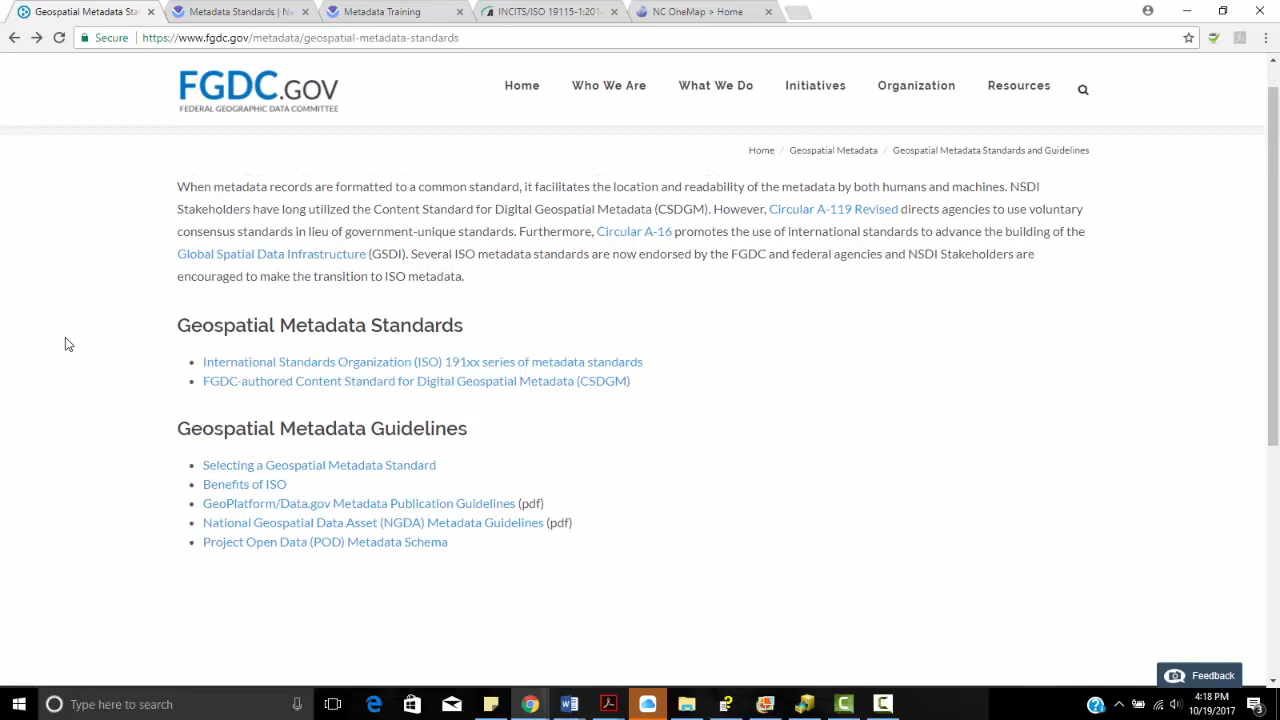 Geospatial Metadata Sta
Metadata Standards | Na
Metadata Training
INCITS/ISO 19115-1:201
NC OneMap > Home
Secure
https://www.fgdc.gov/metadata/geospatial-metadata-standards
FGDC.GOV
FEDERAL GEOGRAPHIC DATA COMMITTEE
Home
Who We Are
What We Do
Initiatives
Organization
Resources
Home / Geospatial Metadata / Geospatial Metadata Standards and Guidelines
When metadata records are formatted to a common standard, it facilitates the location and readability of the metadata by both humans and machines. NSDI
Stakeholders have long utilized the Content Standard for Digital Geospatial Metadata (CSDGM). However, Circular A-119 Revised directs agencies to use voluntary
consensus standards in lieu of government-unique standards. Furthermore, Circular A-16 promotes the use of international standards to advance the building of the
Global Spatial Data Infrastructure (GSDI). Several ISO metadata standards are now endorsed by the FGDC and federal agencies and NSDI Stakeholders are
encouraged to make the transition to ISO metadata.
Geospatial Metadata Standards
International Standards Organization (ISO) 191xx series of metadata standards
FGDC-authored Content Standard for Digital Geospatial Metadata (CSDGM)
Geospatial Metadata Guidelines
Selecting a Geospatial Metadata Standard
Benefits of ISO
GeoPlatform/Data.gov Metadata Publication Guidelines (pdf)
National Geospatial Data Asset (NGDA) Metadata Guidelines (pdf)
Project Open Data (POD) Metadata Schema
Feedback
Type here to search
4:18 PM
10/19/2017